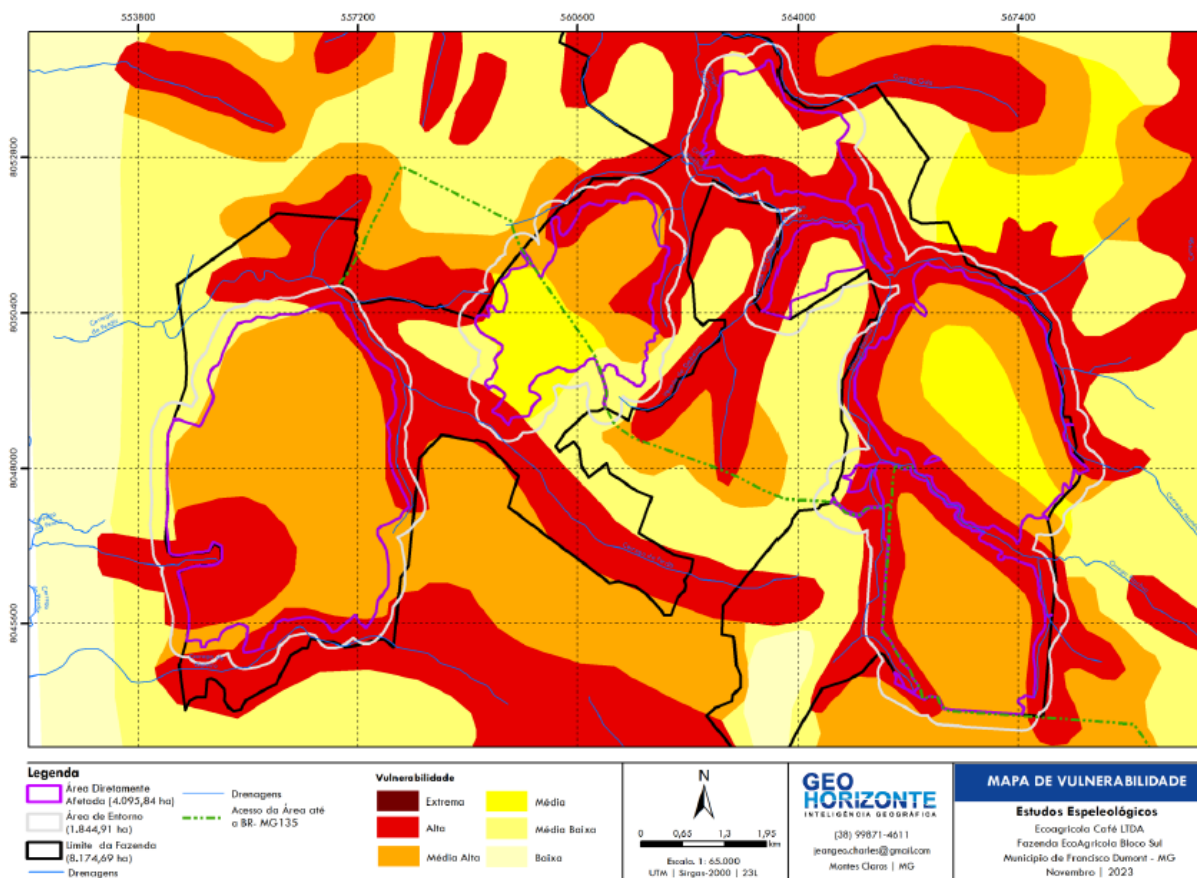 553800
557200
560600
564000
567400
8052800
8050400
8048000
8045600
Legenda
Área Diretamente
Afetada (4.095,84 ha)
Área de Entorno
(1.844,91 ha)
Limite da Fazenda
(8.174,69 ha)
Drenagens
Drenagens
Acesso da Área até
a BR- MG135
Vulnerabilidade
Extrema
Alta
Média Alta
Média
Média Baixa
Baixa
N
0 0,65 1,3 1,95
km
Escala. 1: 65.000
UTM | Sirgas-2000 | 23L
GEO
HORIZONTE
INTELIGÊNCIA GEOGRÁFICA
(38) 99871-4611
jeangeo.charles@gmail.com
Montes Claros | MG
MAPA DE VULNERABILIDADE
Estudos Espeleológicos
Ecoagrícola Café LTDA
Fazenda EcoAgrícola Bloco Sul
Município de Francisco Dumont - MG
Novembro | 2023